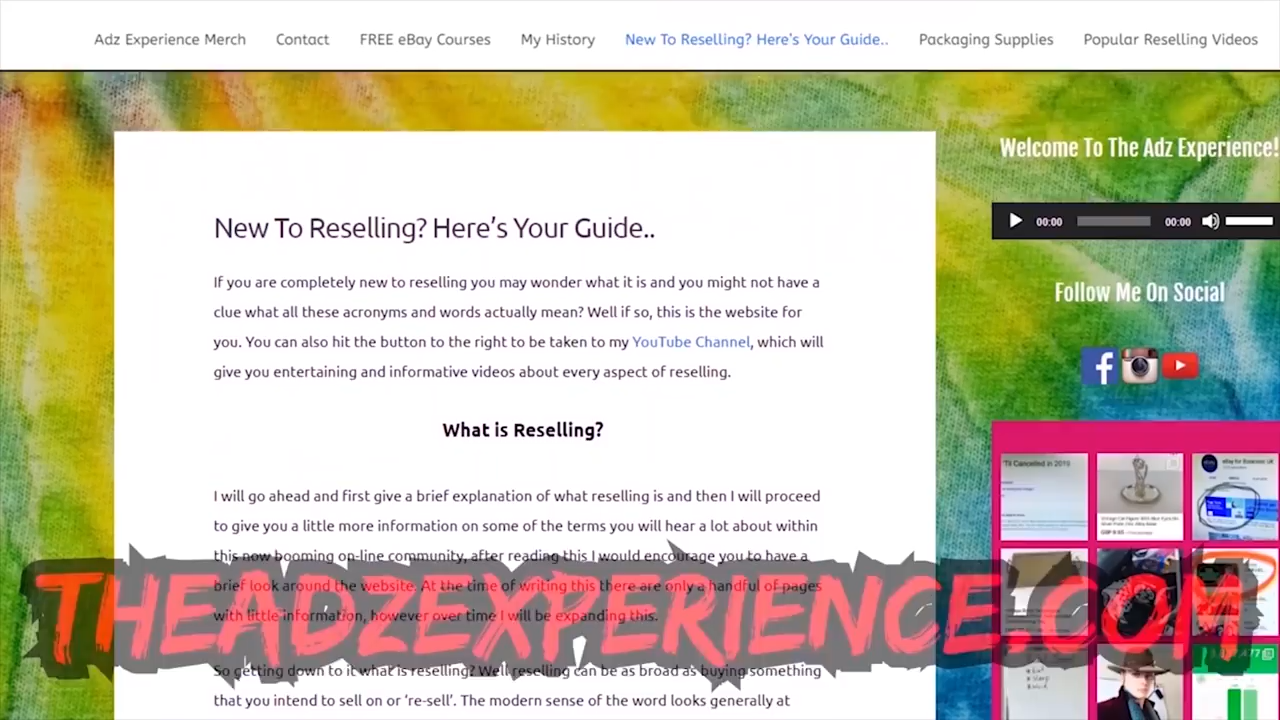 Adz Experience Merch Contact FREE eBay Courses My History New To Reselling? Here's Your Guide.. Packaging Supplies Popular Reselling Videos
Welcome To The Adz Experience!
00:00 00:00
Follow Me On Social
New To Reselling? Here's Your Guide..
If you are completely new to reselling you may wonder what it is and you might not have a
clue what all these acronyms and words actually mean? Well if so, this is the website for
you. You can also hit the button to the right to be taken to my YouTube Channel, which will
give you entertaining and informative videos about every aspect of reselling.
What is Reselling?
I will go ahead and first give a brief explanation of what reselling is and then I will proceed
to give you a little more information on some of the terms you will hear a lot about within
this now booming on-line community, after reading this I would encourage you to have a
brief look around the website. At the time of writing this there are only a handful of pages
with little information, however over time I will be expanding this.
So getting down to it what is reselling? Well reselling can be as broad as buying something
that you intend to sell on or 're-sell'. The modern sense of the word looks generally at
'Til Cancelled in 2019
eBay for Business UK
THEADZEXPERIENCE.COM